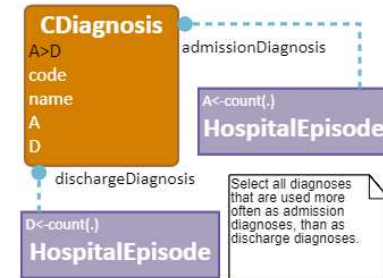 CDiagnosis
A>D
code
name
A
D
admissionDiagnosis
A<-count(.)
HospitalEpisode
dischargeDiagnosis
Select all diagnoses
that are used more
often as admission
diagnoses, than as
discharge diagnoses.
D<-count(.)
HospitalEpisode